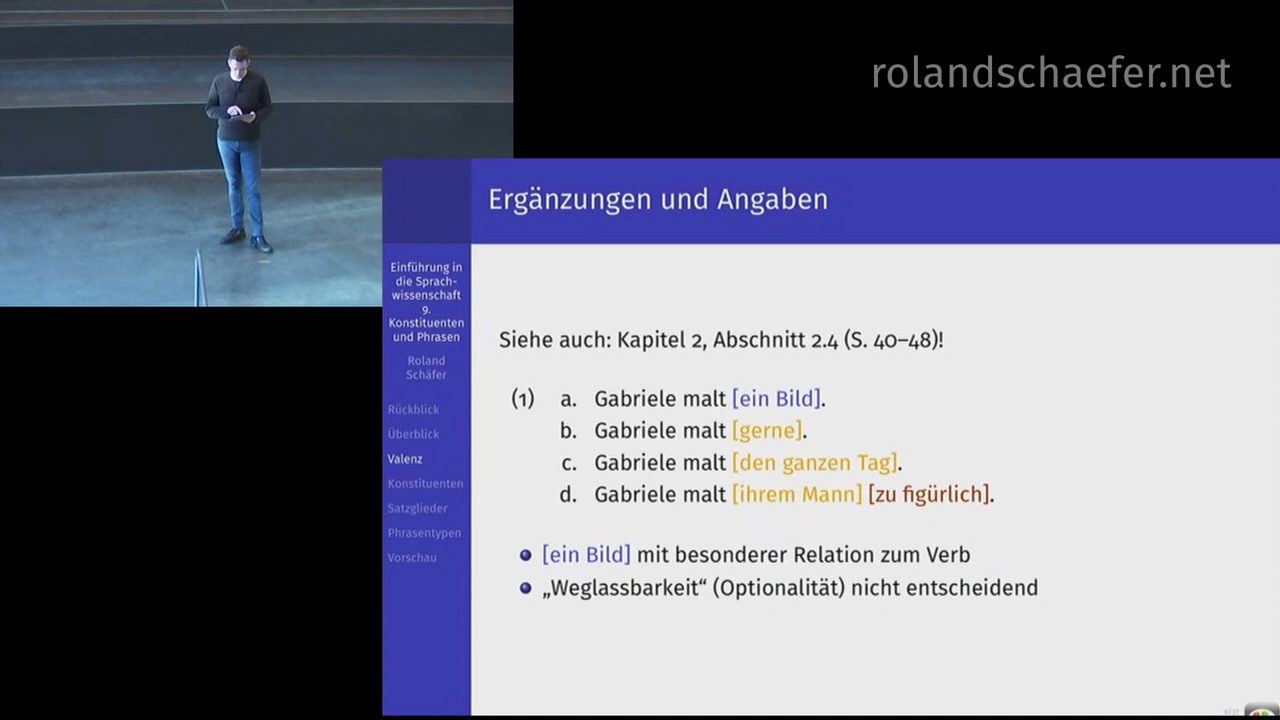 rolandschaefer.net
Ergänzungen und Angaben
Einführung in
die Sprach-
wissenschaft
9.
Konstituenten
und Phrasen
Roland
Schäfer
Rückblick
Überblick
Valenz
Konstituenten
Satzglieder
Phrasentypen
Vorschau
Siehe auch: Kapitel 2, Abschnitt 2.4 (S. 40–48)!
(1) a. Gabriele malt [ein Bild].
b. Gabriele malt [gerne].
c. Gabriele malt [den ganzen Tag].
d. Gabriele malt [ihrem Mann] [zu figürlich].
[ein Bild] mit besonderer Relation zum Verb
„Weglassbarkeit“ (Optionalität) nicht entscheidend